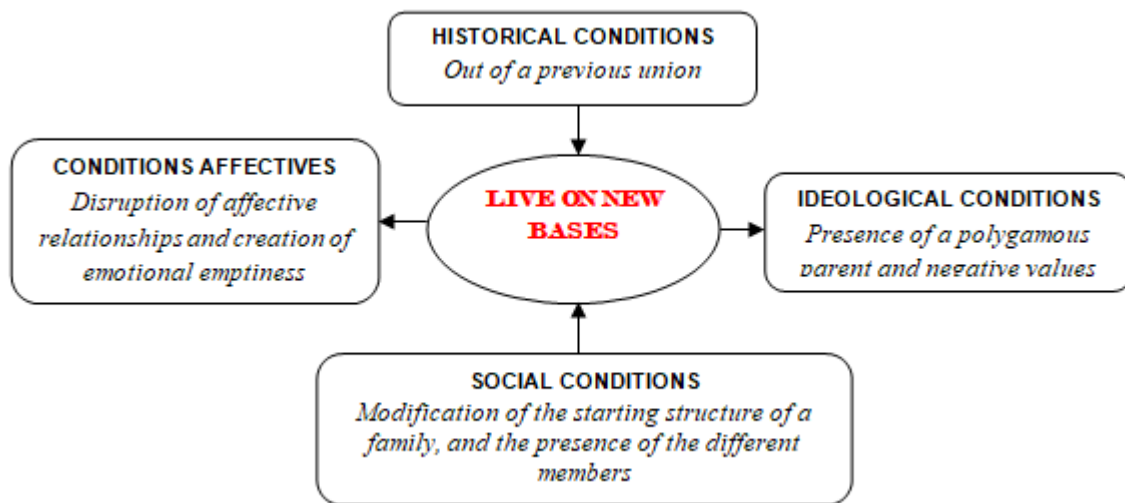 HISTORICAL CONDITIONS
Out of a previous union
CONDITIONS AFFECTIVES
Disruption of affective
relationships and creation of
emotional emptiness
LIVE ON NEW
BASES
IDEOLOGICAL CONDITIONS
Presence of a polygamous
parent and negative values
SOCIAL CONDITIONS
Modification of the starting structure of a
family, and the presence of the different
members